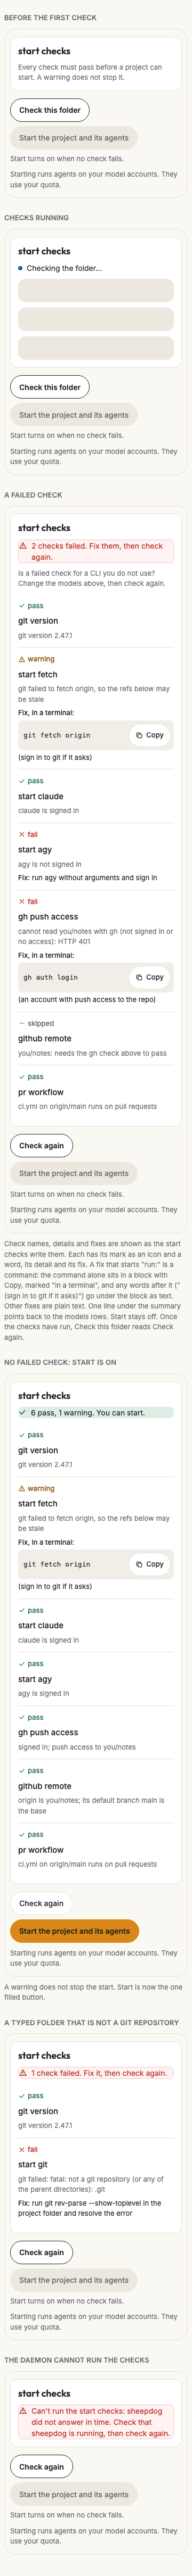 BEFORE THE FIRST CHECK
start checks
Every check must pass before a project can
start. A warning does not stop it.
Check this folder
Start the project and its agents
Start turns on when no check fails.
Starting runs agents on your model accounts. They
use your quota.
CHECKS RUNNING
start checks
Checking the folder...
Check this folder
Start the project and its agents
Start turns on when no check fails.
Starting runs agents on your model accounts. They
use your quota.
A FAILED CHECK
start checks
2 checks failed. Fix them, then check
again.
Is a failed check for a CLI you do not use?
Change the models above, then check again.
pass
git version
git version 2.47.1
warning
start fetch
git failed to fetch origin, so the refs below may
be stale
Fix, in a terminal:
git fetch origin
Copy
(sign in to git if it asks)
pass
start claude
claude is signed in
fail
start agy
agy is not signed in
Fix: run agy without arguments and sign in
fail
gh push access
cannot read you/notes with gh (not signed in or
no access): HTTP 401
Fix, in a terminal:
gh auth login
Copy
(an account with push access to the repo)
skipped
github remote
you/notes: needs the gh check above to pass
pass
pr workflow
ci.yml on origin/main runs on pull requests
Check again
Start the project and its agents
Start turns on when no check fails.
Starting runs agents on your model accounts. They
use your quota.
Check names, details and fixes are shown as the start
checks write them. Each has its mark as an icon and a
word, its detail and its fix. A fix that starts "run:" is a
command: the command alone sits in a block with
Copy, marked "in a terminal", and any words after it ("
(sign in to git if it asks)") go under the block as text.
Other fixes are plain text. One line under the summary
points back to the models rows. Start stays off. Once
the checks have run, Check this folder reads Check
again.
NO FAILED CHECK: START IS ON
start checks
6 pass, 1 warning. You can start.
pass
git version
git version 2.47.1
warning
start fetch
git failed to fetch origin, so the refs below may
be stale
Fix, in a terminal:
git fetch origin
Copy
(sign in to git if it asks)
pass
start claude
claude is signed in
pass
start agy
agy is signed in
pass
gh push access
signed in; push access to you/notes
pass
github remote
origin is you/notes; its default branch main is
the base
pass
pr workflow
ci.yml on origin/main runs on pull requests
Check again
Start the project and its agents
Starting runs agents on your model accounts. They
use your quota.
A warning does not stop the start. Start is now the one
filled button.
A TYPED FOLDER THAT IS NOT A GIT REPOSITORY
start checks
1 check failed. Fix it, then check again.
pass
git version
git version 2.47.1
fail
start git
git failed: fatal: not a git repository (or any of
the parent directories): .git
Fix: run git rev-parse --show-toplevel in the
project folder and resolve the error
Check again
Start the project and its agents
Start turns on when no check fails.
Starting runs agents on your model accounts. They
use your quota.
THE DAEMON CANNOT RUN THE CHECKS
start checks
Can't run the start checks: sheepdog
did not answer in time. Check that
sheepdog is running, then check again.
Check again
Start the project and its agents
Start turns on when no check fails.
Starting runs agents on your model accounts. They
use your quota.